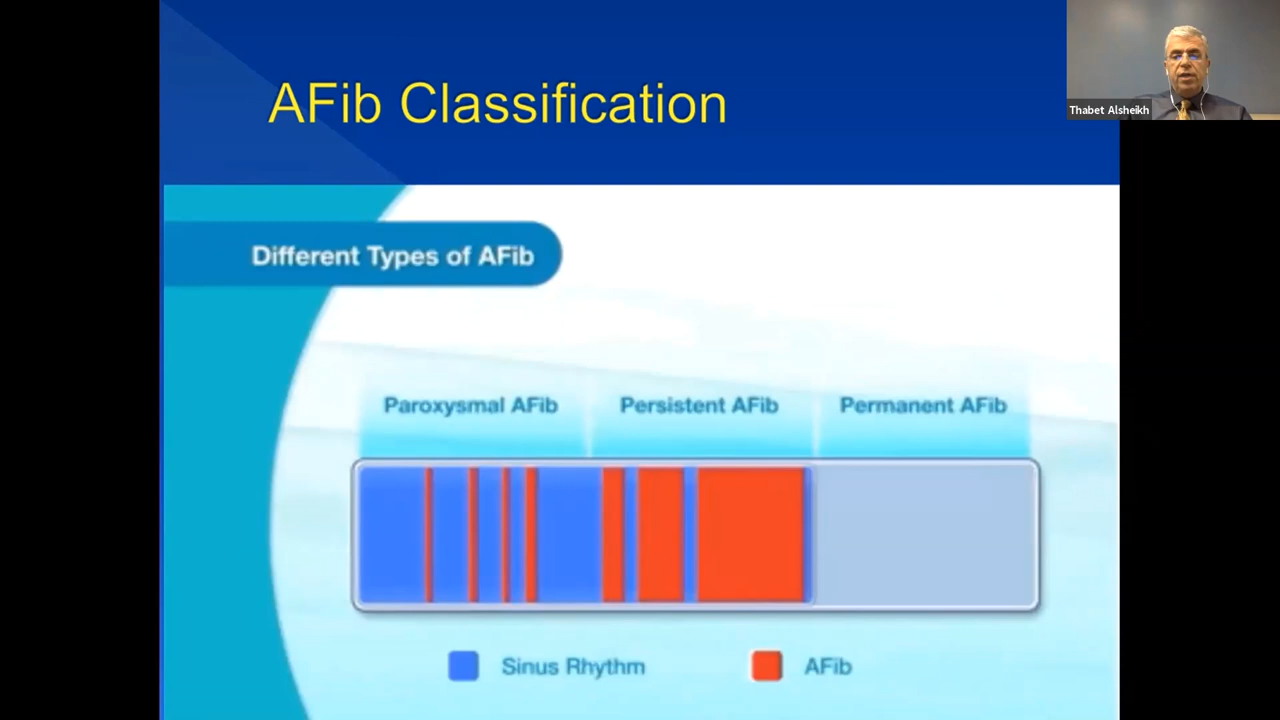 AFib Classification
Thabet Alsheikh
Different Types of AFib
Paroxysmal AFib
Persistent AFib
Permanent AFib
Sinus Rhythm
AFib